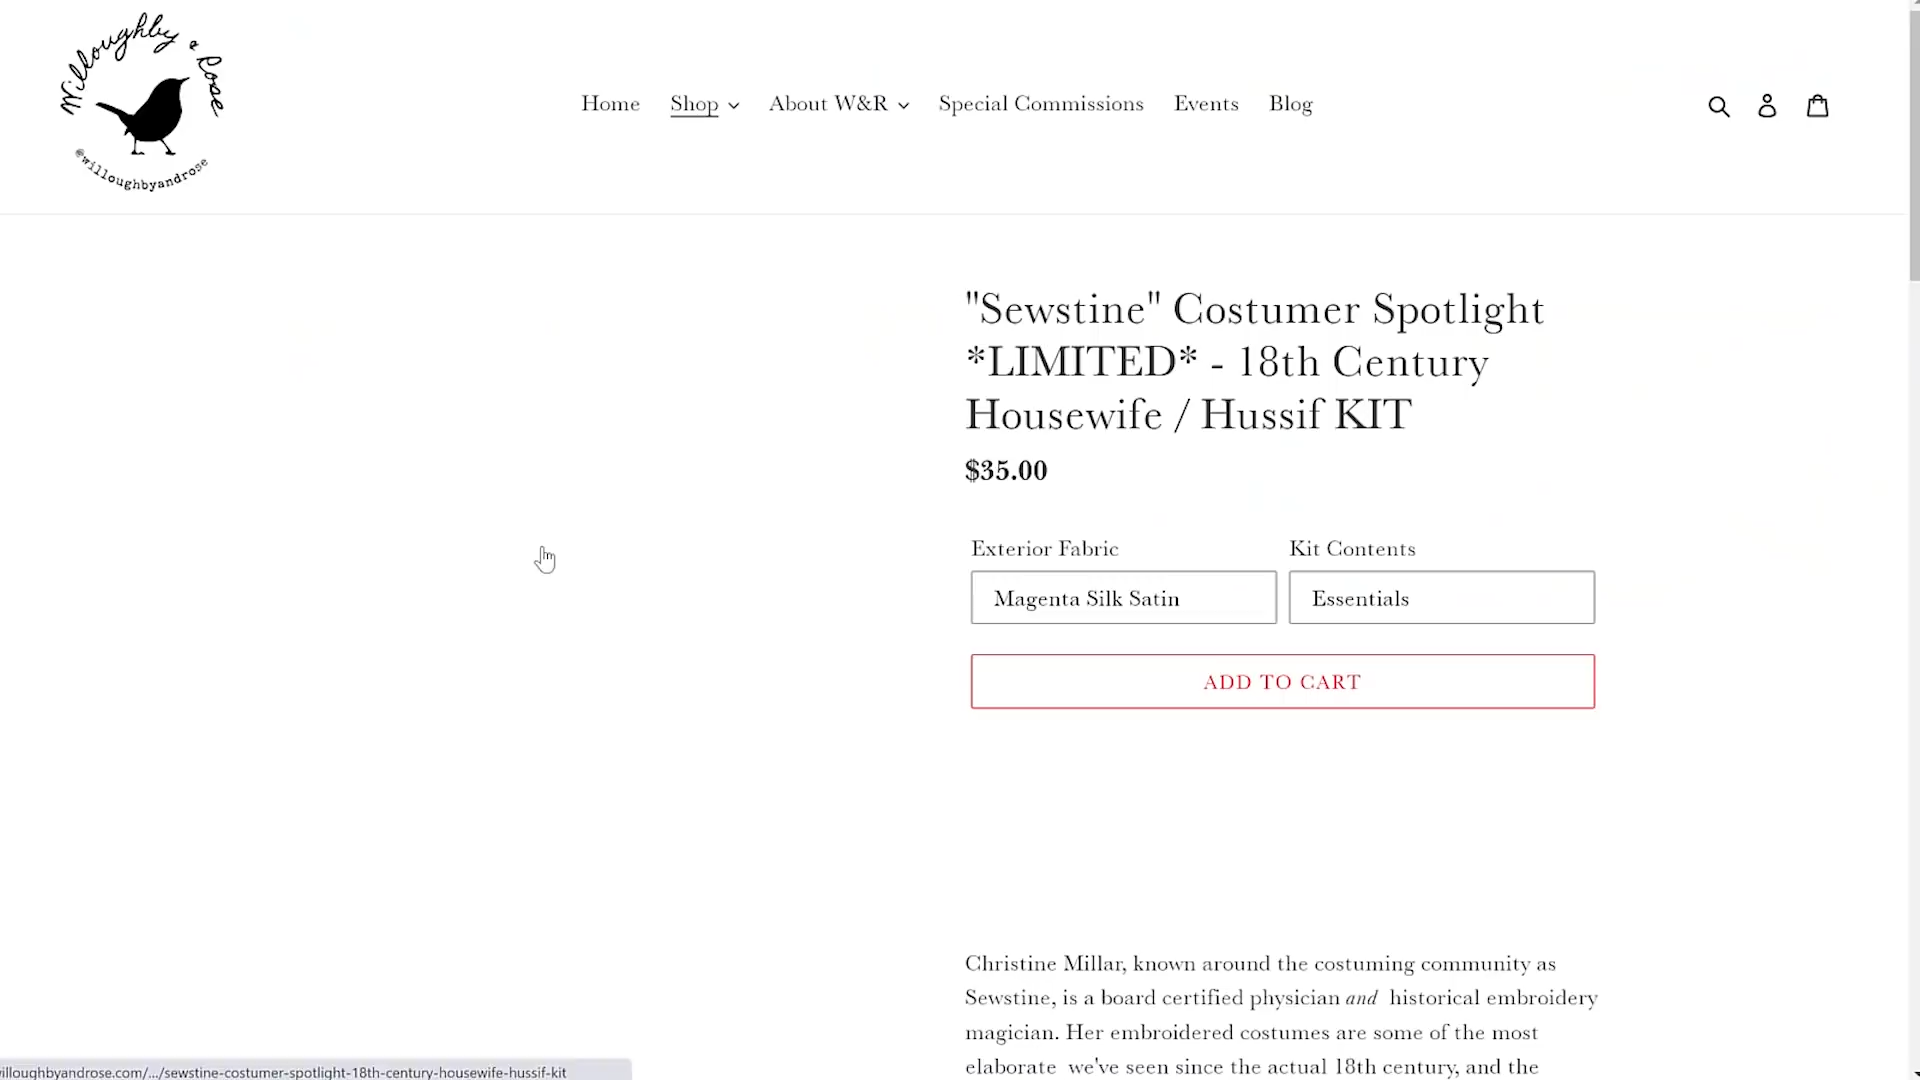 Willoughby & Rose
@willoughbyandrose
Home Shop About W&R Special Commissions Events Blog
"Sewstine" Costumer Spotlight
*LIMITED* - 18th Century
Housewife / Hussif KIT
$35.00
Exterior Fabric Kit Contents
Magenta Silk Satin Essentials
ADD TO CART
Christine Millar, known around the costuming community as
Sewstine, is a board certified physician and historical embroidery
magician. Her embroidered costumes are some of the most
elaborate we've seen since the actual 18th century, and the
illoughbyandrose.com/.../sewstine-costumer-spotlight-18th-century-housewife-hussif-kit